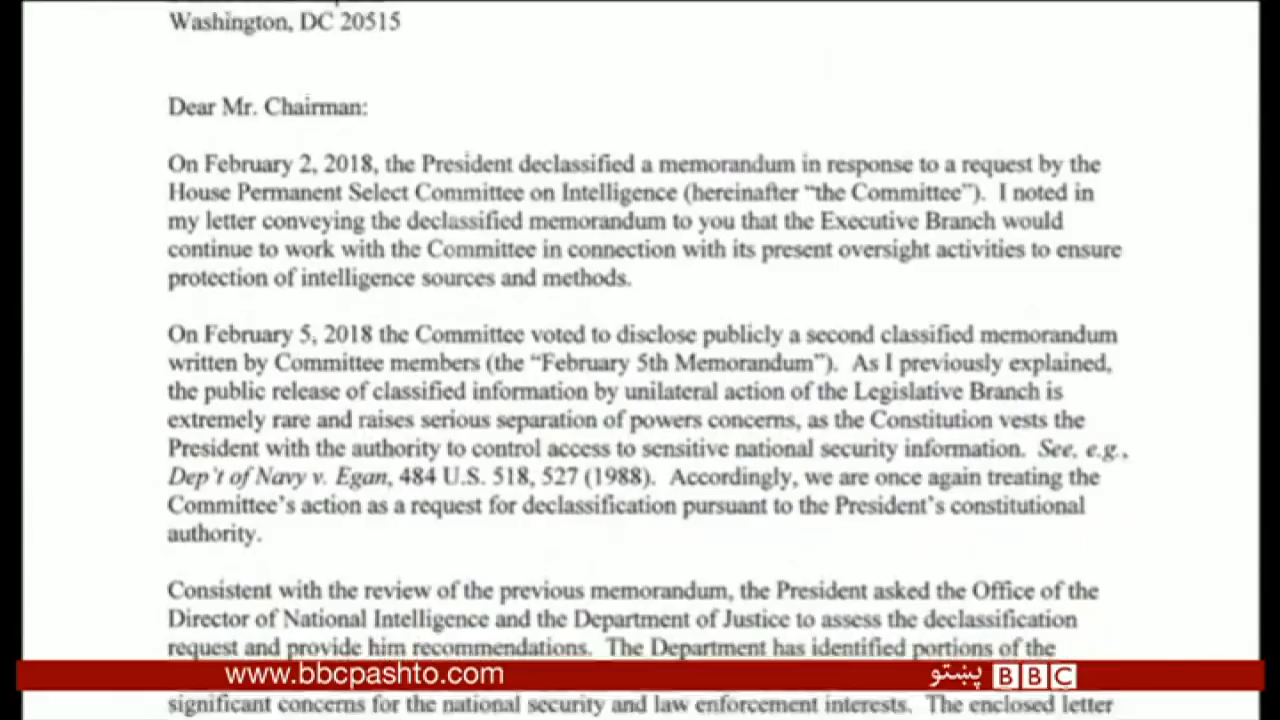 Washington, DC 20515
Dear Mr. Chairman:
On February 2, 2018, the President declassified a memorandum in response to a request by the
House Permanent Select Committee on Intelligence (hereinafter “the Committee”). I noted in
my letter conveying the declassified memorandum to you that the Executive Branch would
continue to work with the Committee in connection with its present oversight activities to ensure
protection of intelligence sources and methods.
On February 5, 2018 the Committee voted to disclose publicly a second classified memorandum
written by Committee members (the “February 5th Memorandum”). As I previously explained,
the public release of classified information by unilateral action of the Legislative Branch is
extremely rare and raises serious separation of powers concerns, as the Constitution vests the
President with the authority to control access to sensitive national security information. See, e.g.,
Dep’t of Navy v. Egan, 484 U.S. 518, 527 (1988). Accordingly, we are once again treating the
Committee’s action as a request for declassification pursuant to the President’s constitutional
authority.
Consistent with the review of the previous memorandum, the President asked the Office of the
Director of National Intelligence and the Department of Justice to assess the declassification
request and provide him recommendations. The Department has identified portions of the
www.bbcpashto.com پښتو BBC
significant concerns for the national security and law enforcement interests. The enclosed letter